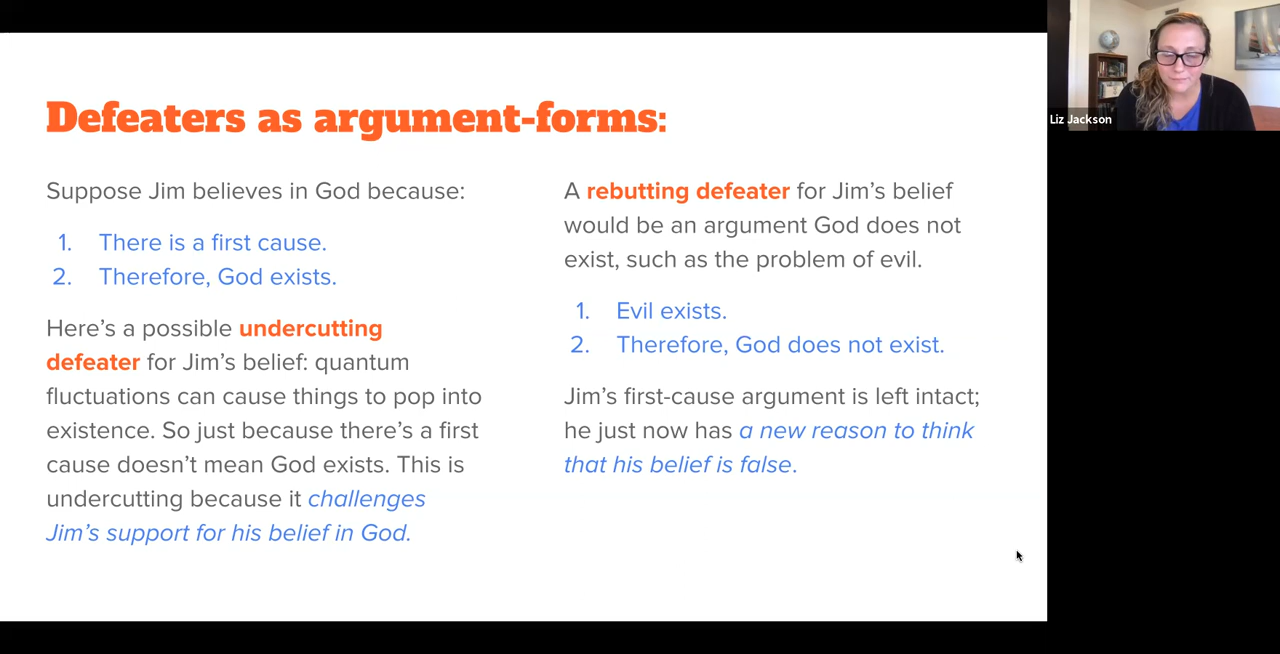 Defeaters as argument-forms:
Suppose Jim believes in God because:
1. There is a first cause.
2. Therefore, God exists.
Here's a possible undercutting
defeater for Jim's belief: quantum
fluctuations can cause things to pop into
existence. So just because there's a first
cause doesn't mean God exists. This is
undercutting because it challenges
Jim's support for his belief in God.
A rebutting defeater for Jim's belief
would be an argument God does not
exist, such as the problem of evil.
1. Evil exists.
2. Therefore, God does not exist.
Jim's first-cause argument is left intact;
he just now has a new reason to think
that his belief is false.
Liz Jackson